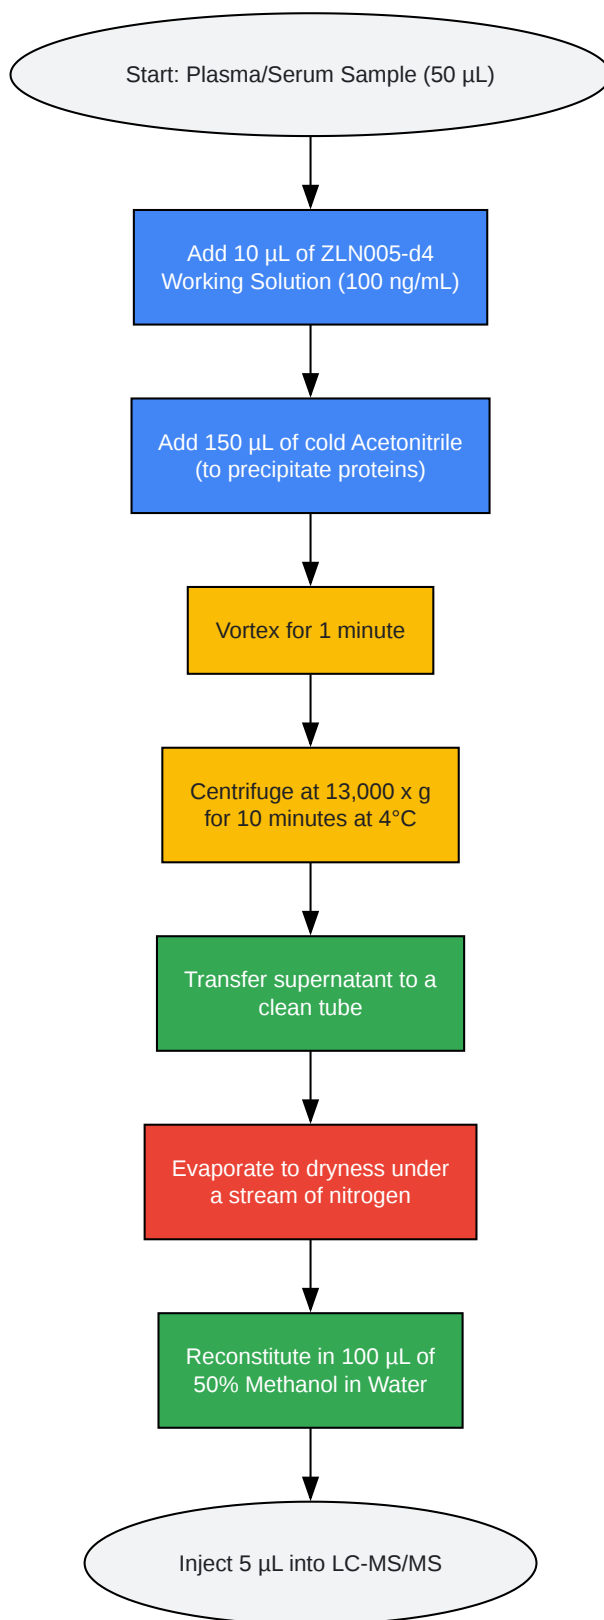 Start: Plasma/Serum Sample (50 µL)
Add 10 µL of ZLN005-d4
Working Solution (100 ng/mL)
Add 150 µL of cold Acetonitrile
(to precipitate proteins)
Vortex for 1 minute
Centrifuge at 13,000 x g
for 10 minutes at 4°C
Transfer supernatant to a
clean tube
Evaporate to dryness under
a stream of nitrogen
Reconstitute in 100 µL of
50% Methanol in Water
Inject 5 µL into LC-MS/MS